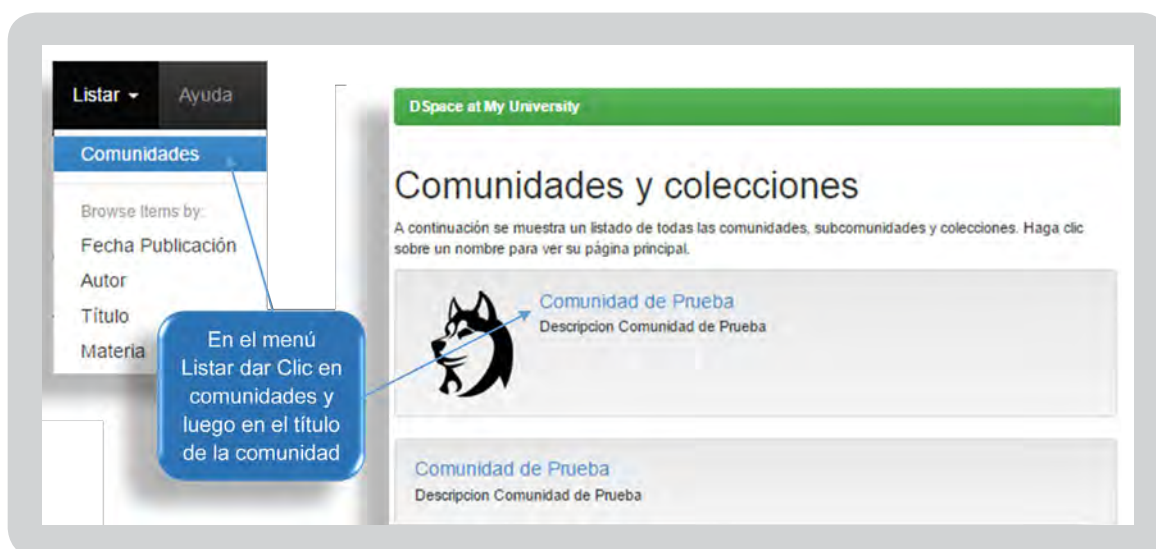 Listar Ayuda
Comunidades
Browse Items by:
Fecha Publicación
Autor
Título
Materia
En el menú
Listar dar Clic en
comunidades y
luego en el título
de la comunidad
DSpace at My University
Comunidades y colecciones
A continuación se muestra un listado de todas las comunidades, subcomunidades y colecciones. Haga clic
sobre un nombre para ver su página principal.
Comunidad de Prueba
Descripcion Comunidad de Prueba
Comunidad de Prueba
Descripcion Comunidad de Prueba